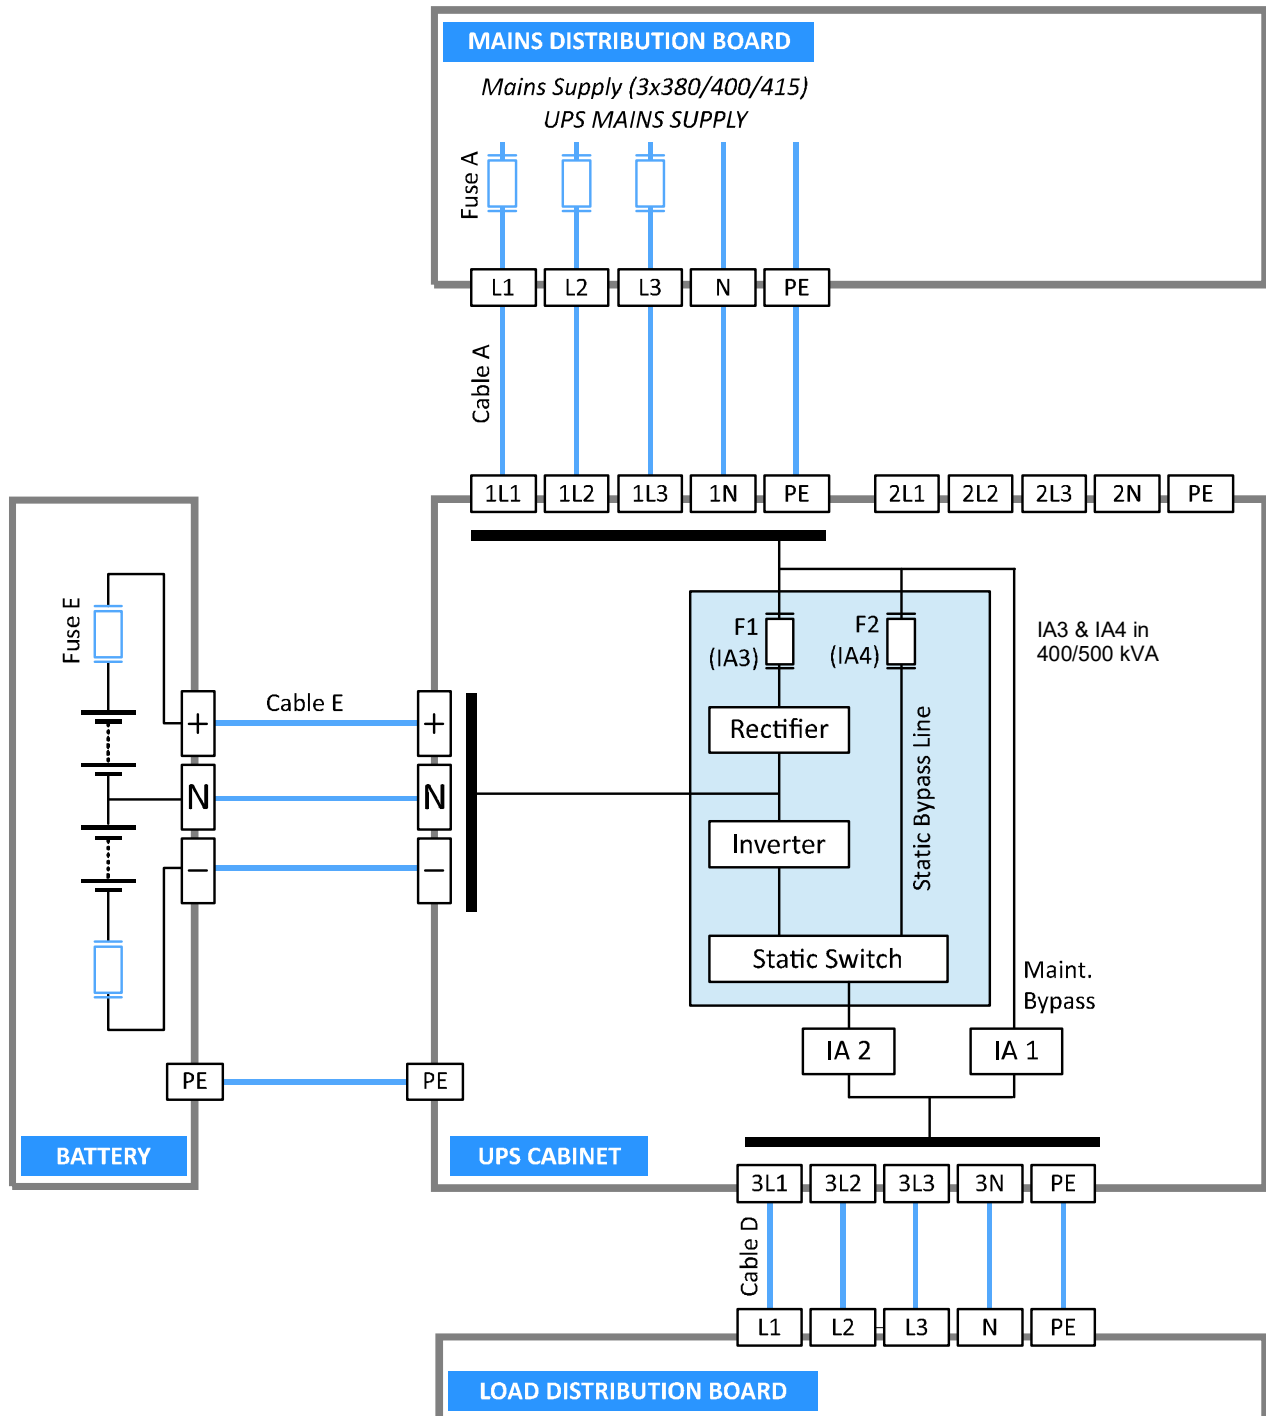 MAINS DISTRIBUTION BOARD
Mains Supply (3x380/400/415)
UPS MAINS SUPPLY
Fuse A
L1 L2 L3 N PE
Cable A
1L1 1L2 1L3 1N PE 2L1 2L2 2L3 2N PE
Fuse E
F1
(IA3)
F2
(IA4)
IA3 & IA4 in
400/500 kVA
+ Cable E +
Rectifier
N N
Static Bypass Line
Inverter
− −
Static Switch
Maint.
Bypass
IA 2 IA 1
PE PE
BATTERY
UPS CABINET
3L1 3L2 3L3 3N PE
Cable D
L1 L2 L3 N PE
LOAD DISTRIBUTION BOARD